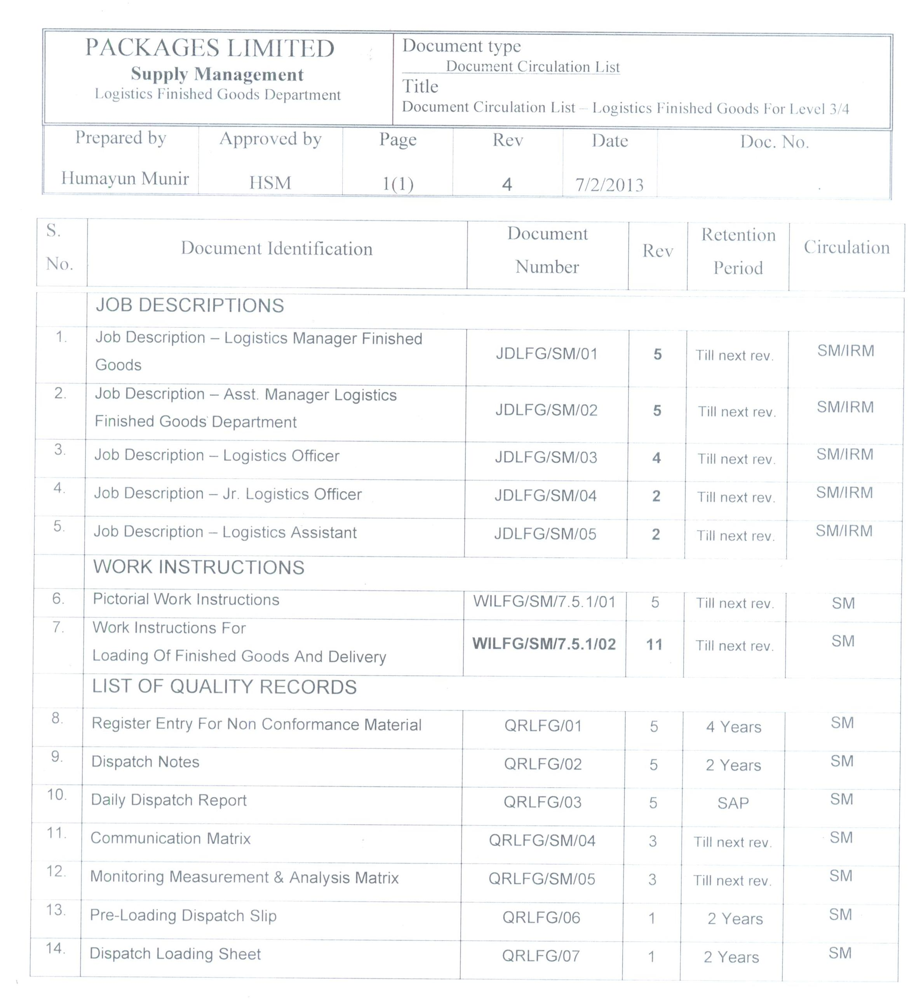 PACKAGES LIMITED
Supply Management
Logistics Finished Goods Department
Document type
Document Circulation List
Title
Document Circulation List – Logistics Finished Goods For Level 3/4
Prepared by Approved by Page Rev Date Doc. No.
Humayun Munir HSM 1(1) 4 7/2/2013
S. No. Document Identification Document Number Rev Retention Period Circulation
JOB DESCRIPTIONS
1. Job Description – Logistics Manager Finished
Goods JDLFG/SM/01 5 Till next rev. SM/IRM
2. Job Description – Asst. Manager Logistics
Finished Goods Department JDLFG/SM/02 5 Till next rev. SM/IRM
3. Job Description – Logistics Officer JDLFG/SM/03 4 Till next rev. SM/IRM
4. Job Description – Jr. Logistics Officer JDLFG/SM/04 2 Till next rev. SM/IRM
5. Job Description – Logistics Assistant JDLFG/SM/05 2 Till next rev. SM/IRM
WORK INSTRUCTIONS
6. Pictorial Work Instructions WILFG/SM/7.5.1/01 5 Till next rev. SM
7. Work Instructions For
Loading Of Finished Goods And Delivery WILFG/SM/7.5.1/02 11 Till next rev. SM
LIST OF QUALITY RECORDS
8. Register Entry For Non Conformance Material QRLFG/01 5 4 Years SM
9. Dispatch Notes QRLFG/02 5 2 Years SM
10. Daily Dispatch Report QRLFG/03 5 SAP SM
11. Communication Matrix QRLFG/SM/04 3 Till next rev. SM
12. Monitoring Measurement & Analysis Matrix QRLFG/SM/05 3 Till next rev. SM
13. Pre-Loading Dispatch Slip QRLFG/06 1 2 Years SM
14. Dispatch Loading Sheet QRLFG/07 1 2 Years SM